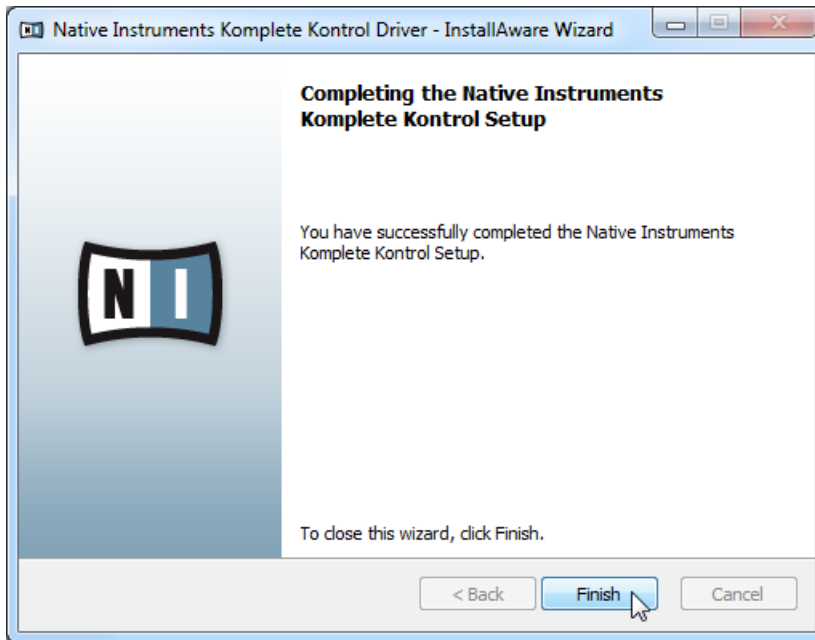 Native Instruments Komplete Kontrol Driver - InstallAware Wizard
Completing the Native Instruments
Komplete Kontrol Setup
You have successfully completed the Native Instruments
Komplete Kontrol Setup.
N I
To close this wizard, click Finish.
< Back Finish Cancel